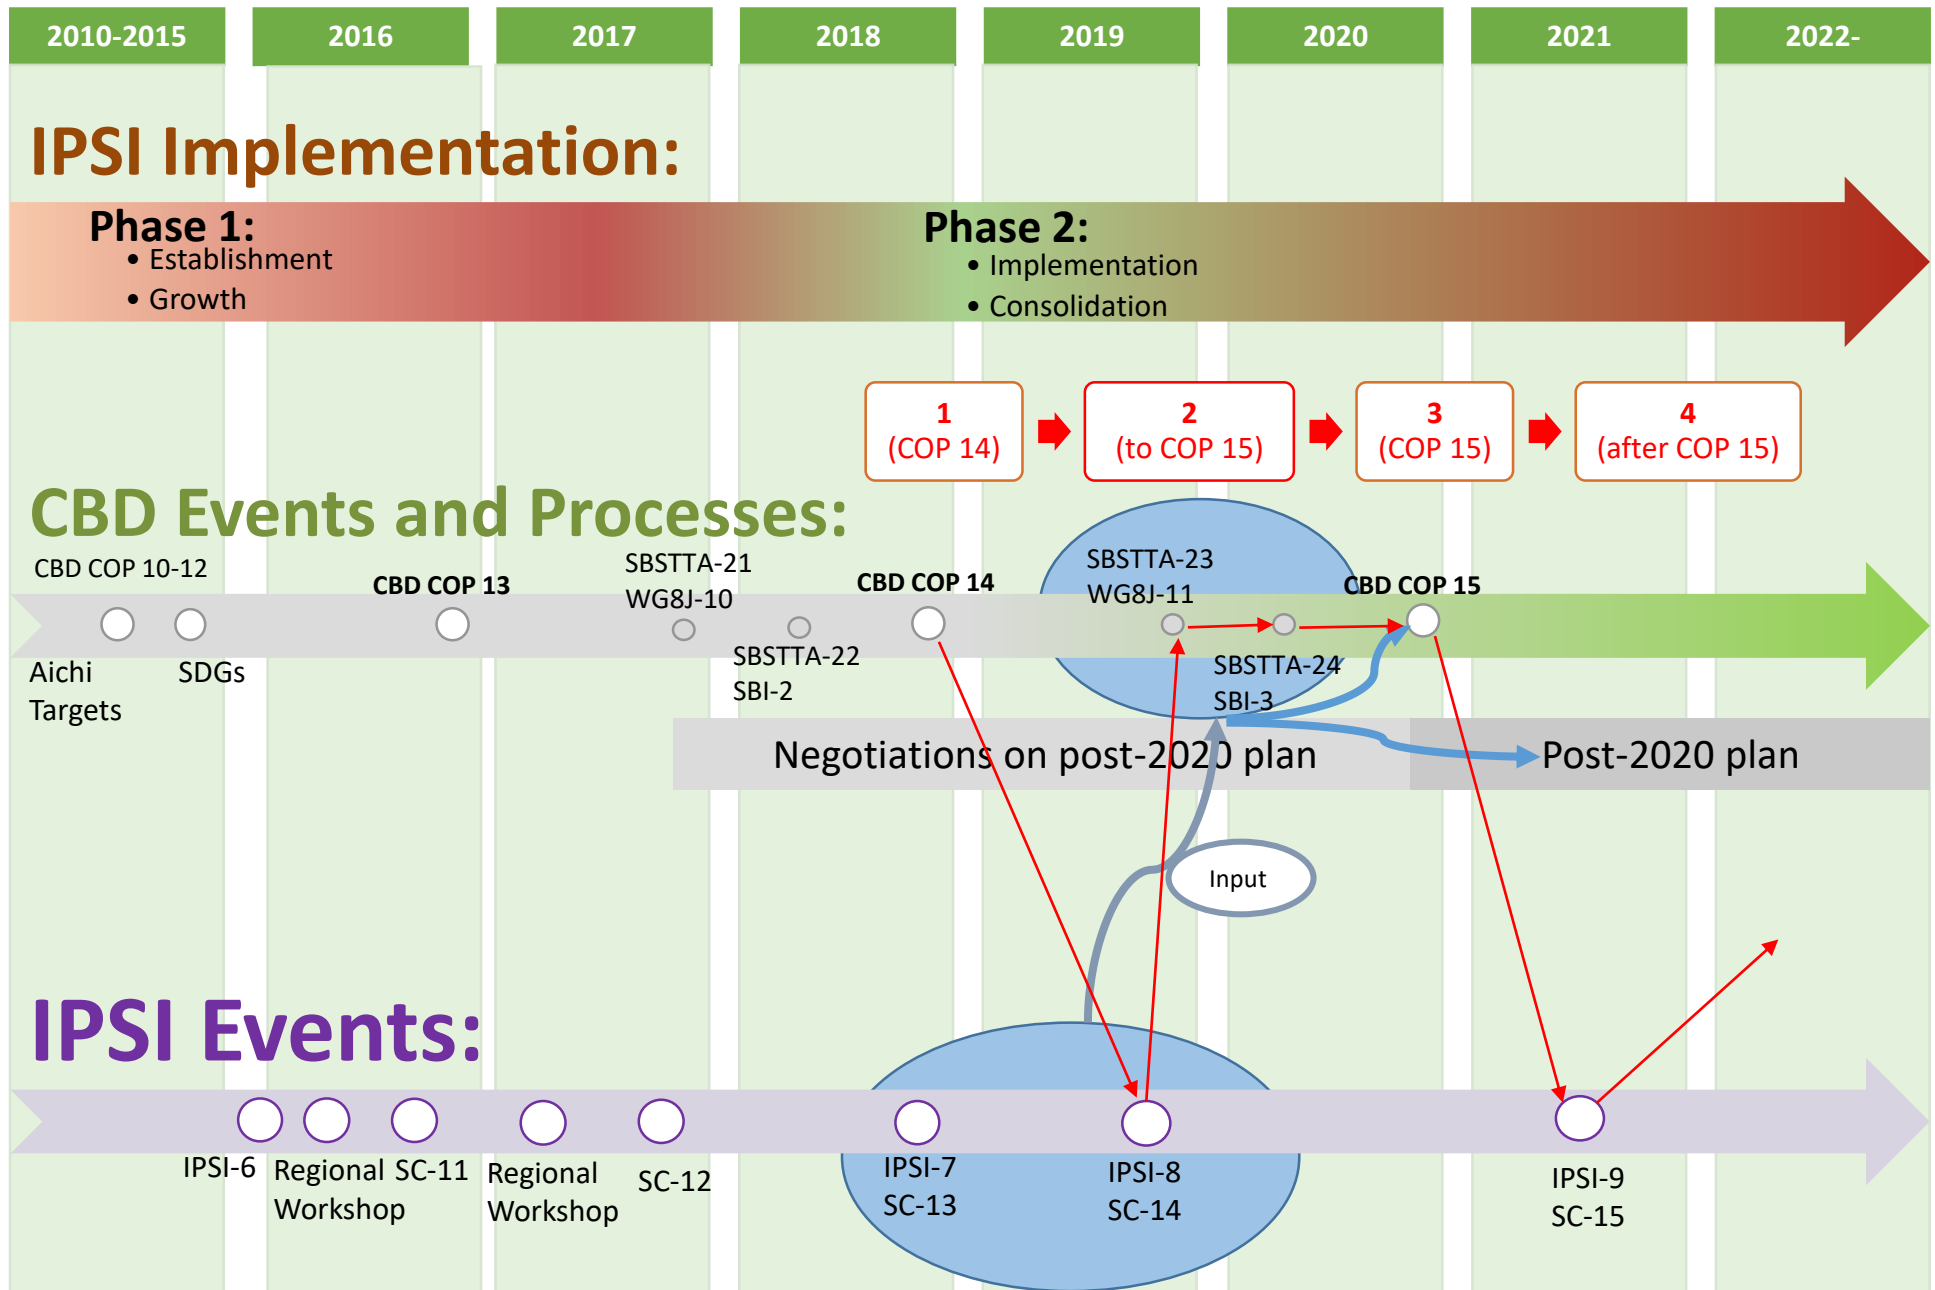 2010-2015
2016
2017
2018
2019
2020
2021
2022-
IPSI Implementation:
Phase 1:
• Establishment
• Growth
Phase 2:
• Implementation
• Consolidation
1
(COP 14)
2
(to COP 15)
3
(COP 15)
4
(after COP 15)
CBD Events and Processes:
CBD COP 10-12
CBD COP 13
SBSTTA-21
WG8J-10
CBD COP 14
SBSTTA-23
WG8J-11
CBD COP 15
Aichi
Targets
SDGs
SBSTTA-22
SBI-2
SBSTTA-24
SBI-3
Negotiations on post-2020 plan
Post-2020 plan
Input
IPSI Events:
IPSI-6
Regional
Workshop
SC-11
Regional
Workshop
SC-12
IPSI-7
SC-13
IPSI-8
SC-14
IPSI-9
SC-15